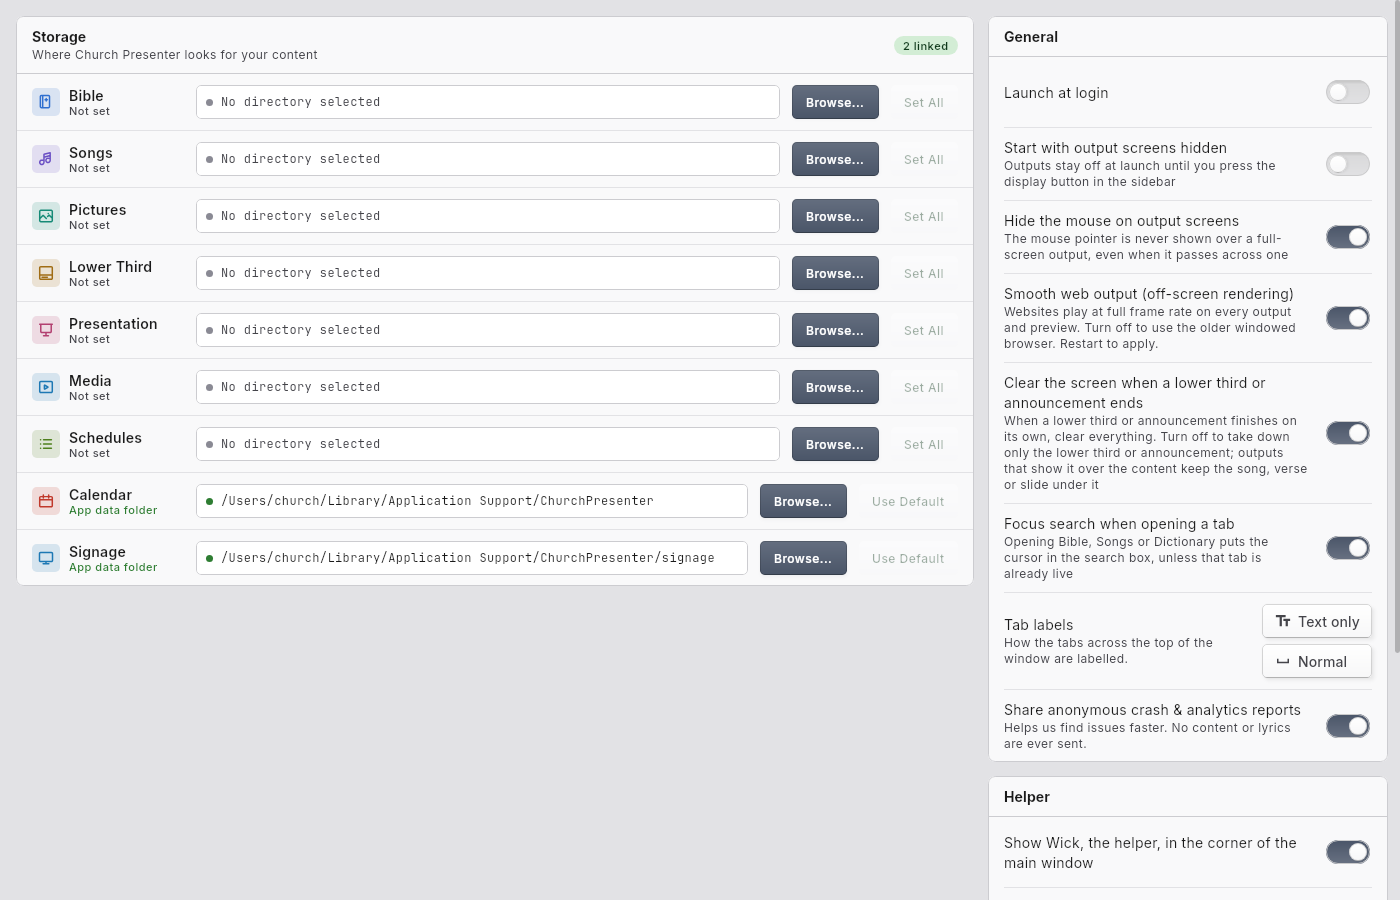 Storage
Where Church Presenter looks for your content
2 linked
Bible
Not set
No directory selected
Browse...
Set All
Songs
Not set
No directory selected
Browse...
Set All
Pictures
Not set
No directory selected
Browse...
Set All
Lower Third
Not set
No directory selected
Browse...
Set All
Presentation
Not set
No directory selected
Browse...
Set All
Media
Not set
No directory selected
Browse...
Set All
Schedules
Not set
No directory selected
Browse...
Set All
Calendar
App data folder
/Users/church/Library/Application Support/ChurchPresenter
Browse...
Use Default
Signage
App data folder
/Users/church/Library/Application Support/ChurchPresenter/signage
Browse...
Use Default
General
Launch at login
Start with output screens hidden
Outputs stay off at launch until you press the
display button in the sidebar
Hide the mouse on output screens
The mouse pointer is never shown over a full-
screen output, even when it passes across one
Smooth web output (off-screen rendering)
Websites play at full frame rate on every output
and preview. Turn off to use the older windowed
browser. Restart to apply.
Clear the screen when a lower third or
announcement ends
When a lower third or announcement finishes on
its own, clear everything. Turn off to take down
only the lower third or announcement; outputs
that show it over the content keep the song, verse
or slide under it
Focus search when opening a tab
Opening Bible, Songs or Dictionary puts the
cursor in the search box, unless that tab is
already live
Tab labels
How the tabs across the top of the
window are labelled.
Text only
Normal
Share anonymous crash & analytics reports
Helps us find issues faster. No content or lyrics
are ever sent.
Helper
Show Wick, the helper, in the corner of the
main window